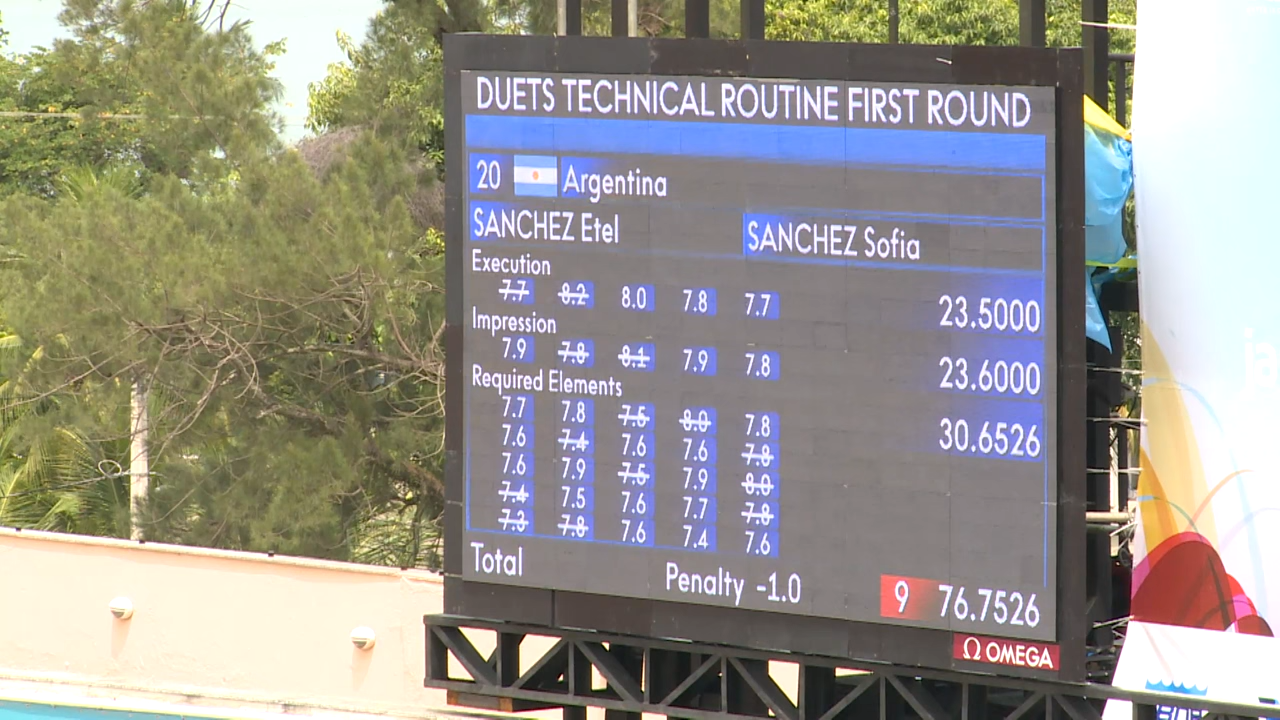 DUETS TECHNICAL ROUTINE FIRST ROUND
20 Argentina
SANCHEZ Etel SANCHEZ Sofia
Execution
7.7 8.2 8.0 7.8 7.7 23.5000
Impression
7.9 7.8 8.1 7.9 7.8 23.6000
Required Elements
7.7 7.8 7.5 8.0 7.8 30.6526
7.6 7.4 7.6 7.6 7.8
7.6 7.9 7.5 7.9 8.0
7.4 7.5 7.6 7.7 7.8
7.3 7.8 7.6 7.4 7.6
Total Penalty -1.0 9 76.7526
Ω OMEGA